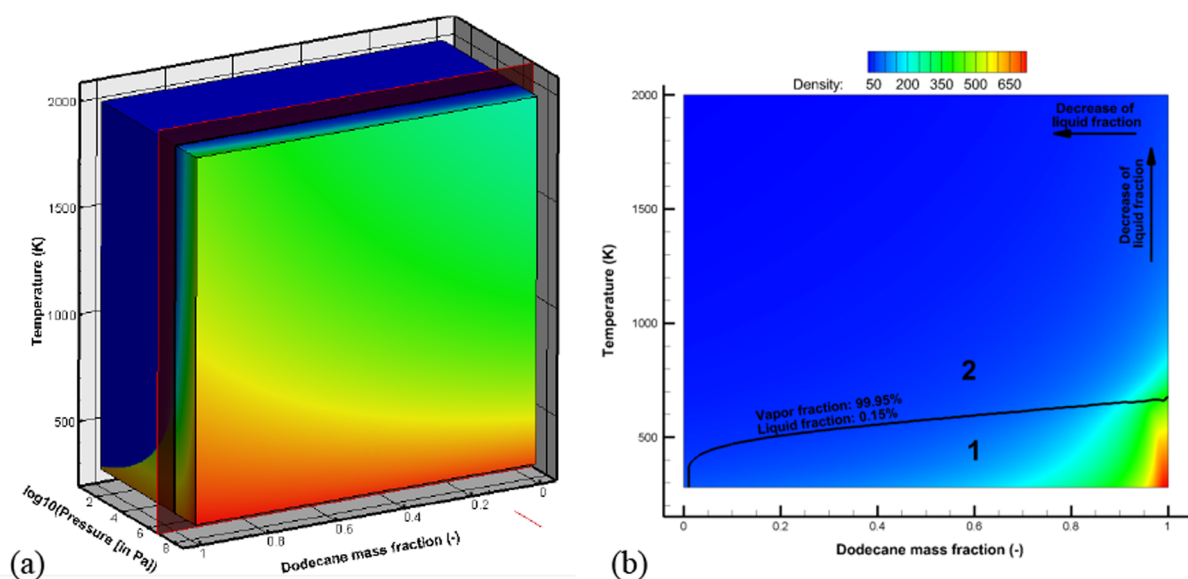 2000
1500
1000
500
Temperature (K)
log10(Pressure [in Pa])
2
4
6
8
1
0.8
0.6
0.4
0.2
0
Dodecane mass fraction (-)
(a)
Density: 50 200 350 500 650
2000
1500
1000
500
Temperature (K)
Decrease of
liquid fraction
Decrease of
liquid fraction
2
Vapor fraction: 99.95%
Liquid fraction: 0.15%
1
0 0.2 0.4 0.6 0.8 1
Dodecane mass fraction (-)
(b)